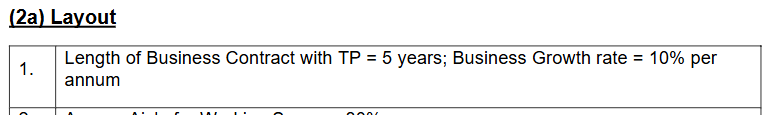 (2a) Layout
1.
Length of Business Contract with TP = 5 years; Business Growth rate = 10% per
annum